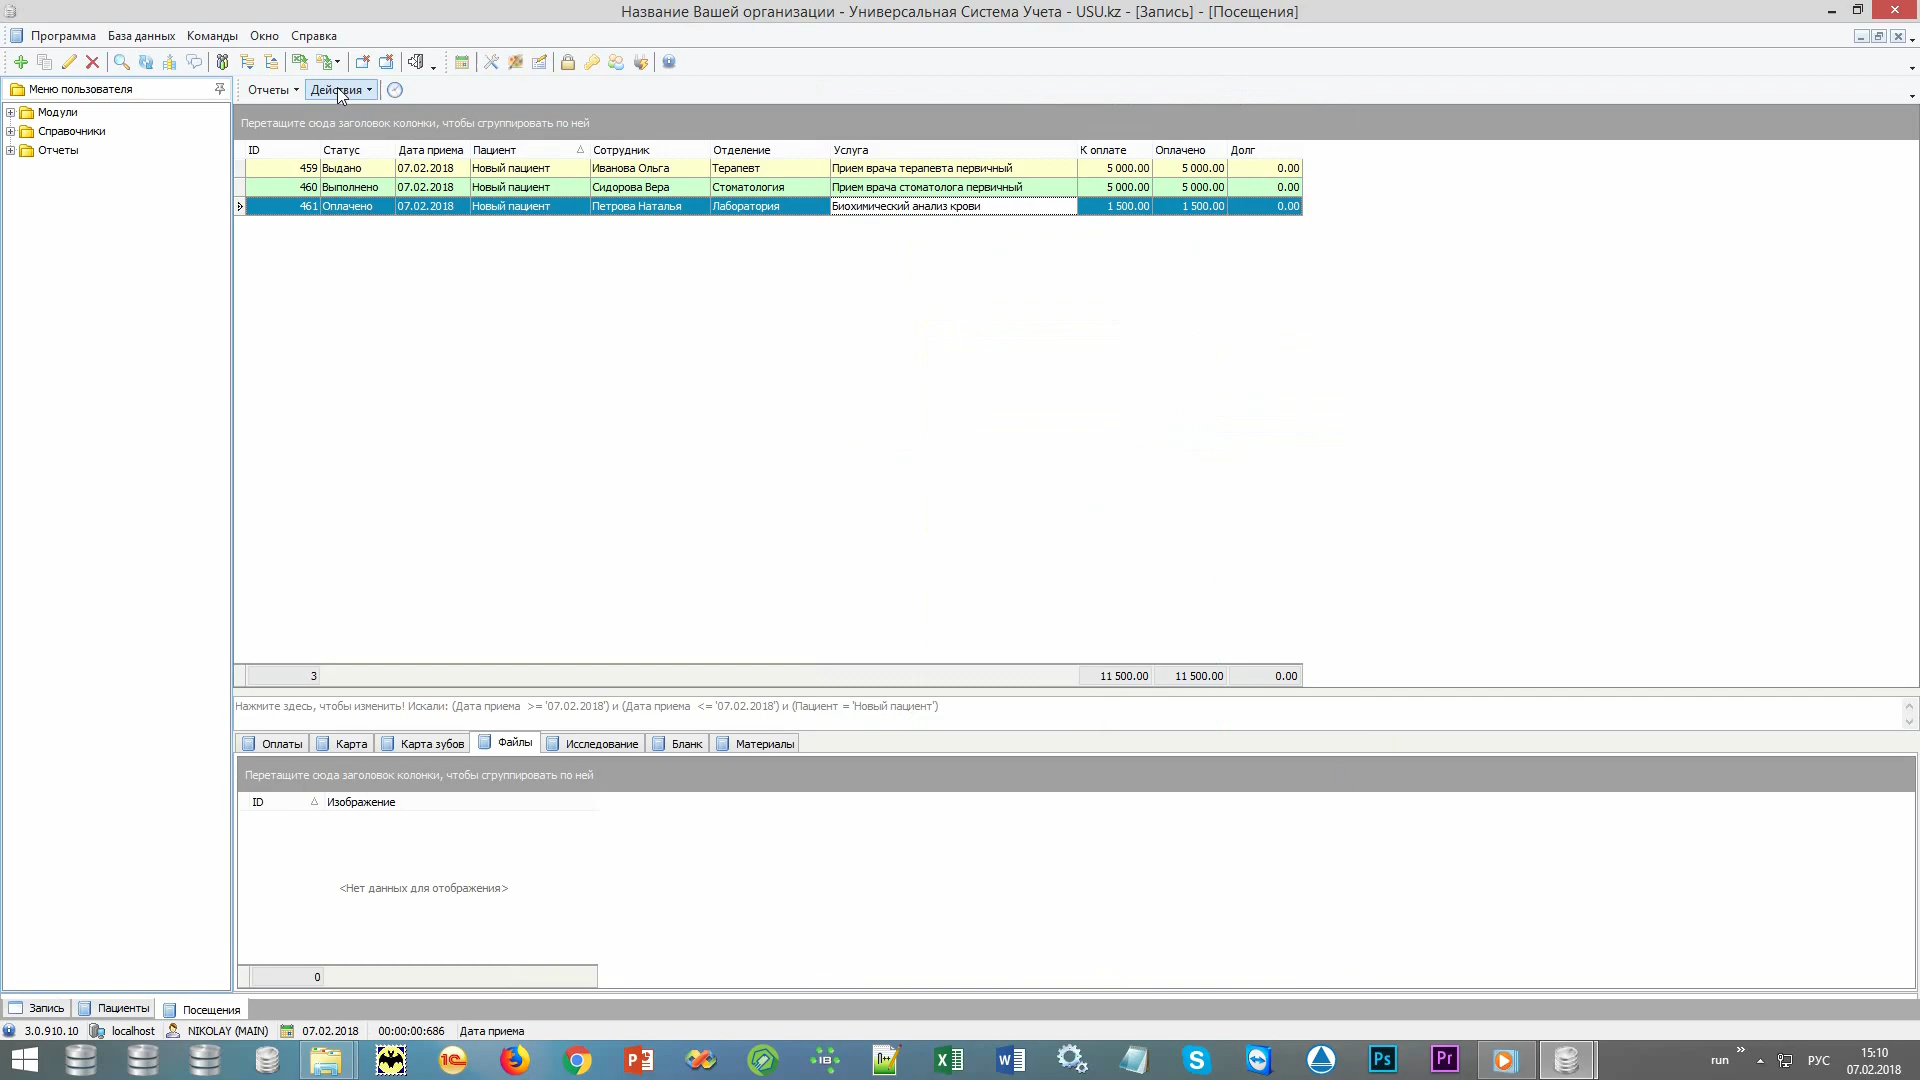 Название Вашей организации - Универсальная Система Учета - USU.kz - [Запись] - [Посещения]
Программа База данных Команды Окно Справка
Меню пользователя
Отчеты Действия
Модули
Справочники
Отчеты
Перетащите сюда заголовок колонки, чтобы сгруппировать по ней
ID Статус Дата приема Пациент Сотрудник Отделение Услуга К оплате Оплачено Долг
459 Выдано 07.02.2018 Новый пациент Иванова Ольга Терапевт Прием врача терапевта первичный 5 000.00 5 000.00 0.00
460 Выполнено 07.02.2018 Новый пациент Сидорова Вера Стоматология Прием врача стоматолога первичный 5 000.00 5 000.00 0.00
461 Оплачено 07.02.2018 Новый пациент Петрова Наталья Лаборатория Биохимический анализ крови 1 500.00 1 500.00 0.00
3 11 500.00 11 500.00 0.00
Нажмите здесь, чтобы изменить! Искали: (Дата приема >= '07.02.2018') и (Дата приема <= '07.02.2018') и (Пациент = 'Новый пациент')
Оплаты Карта Карта зубов Файлы Исследование Бланк Материалы
Перетащите сюда заголовок колонки, чтобы сгруппировать по ней
ID Изображение
<Нет данных для отображения>
0
Запись Пациенты Посещения
3.0.910.10 localhost NIKOLAY (MAIN) 07.02.2018 00:00:00:686 Дата приема
run РУС 15:10
07.02.2018